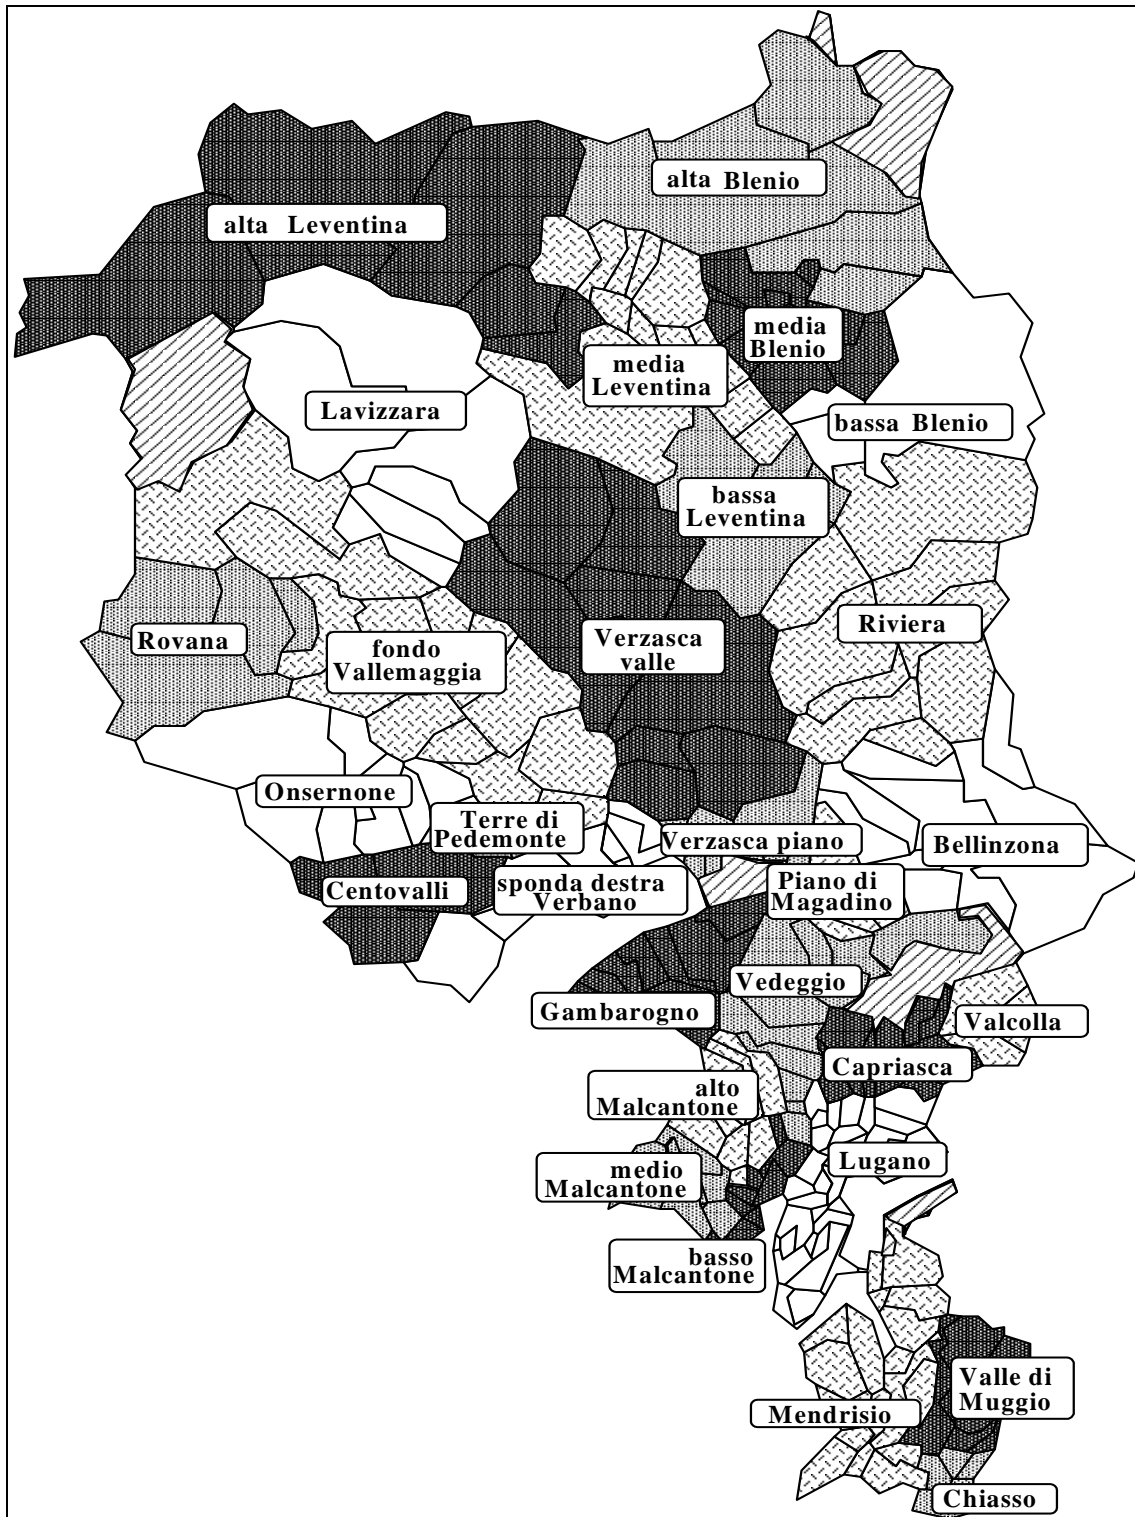 alta Blenio
alta Leventina
media
Blenio
media
Leventina
Lavizzara
bassa Blenio
bassa
Leventina
Rovana
fondo
Vallemaggia
Verzasca
valle
Riviera
Onsernone
Terre di
Pedemonte
Verzasca piano
Bellinzona
Centovalli
sponda destra
Verbano
Piano di
Magadino
Vedeggio
Gambarogno
Valcolla
Capriasca
alto
Malcantone
Lugano
medio
Malcantone
basso
Malcantone
Valle di
Muggio
Mendrisio
Chiasso